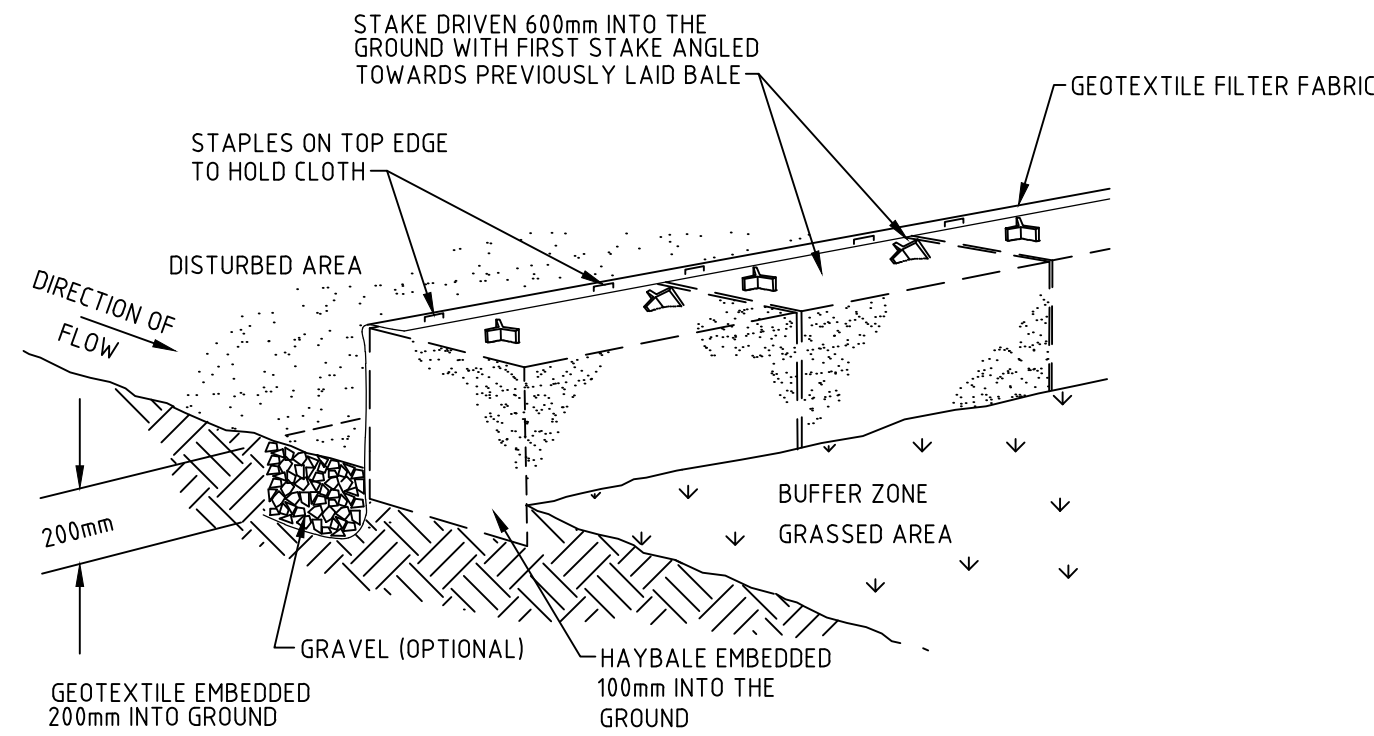 STAKE DRIVEN 600mm INTO THE
GROUND WITH FIRST STAKE ANGLED
TOWARDS PREVIOUSLY LAID BALE
GEOTEXTILE FILTER FABRIC
STAPLES ON TOP EDGE
TO HOLD CLOTH
DISTURBED AREA
DIRECTION OF
FLOW
200mm
BUFFER ZONE
GRASSED AREA
GRAVEL (OPTIONAL)
HAYBALE EMBEDDED
100mm INTO THE
GROUND
GEOTEXTILE EMBEDDED
200mm INTO GROUND